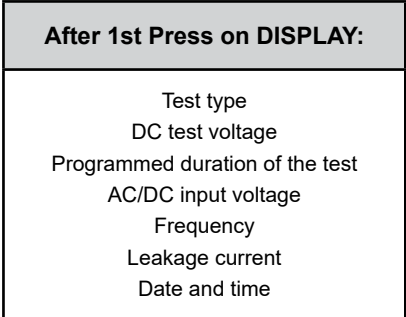 After 1st Press on DISPLAY:
Test type
DC test voltage
Programmed duration of the test
AC/DC input voltage
Frequency
Leakage current
Date and time